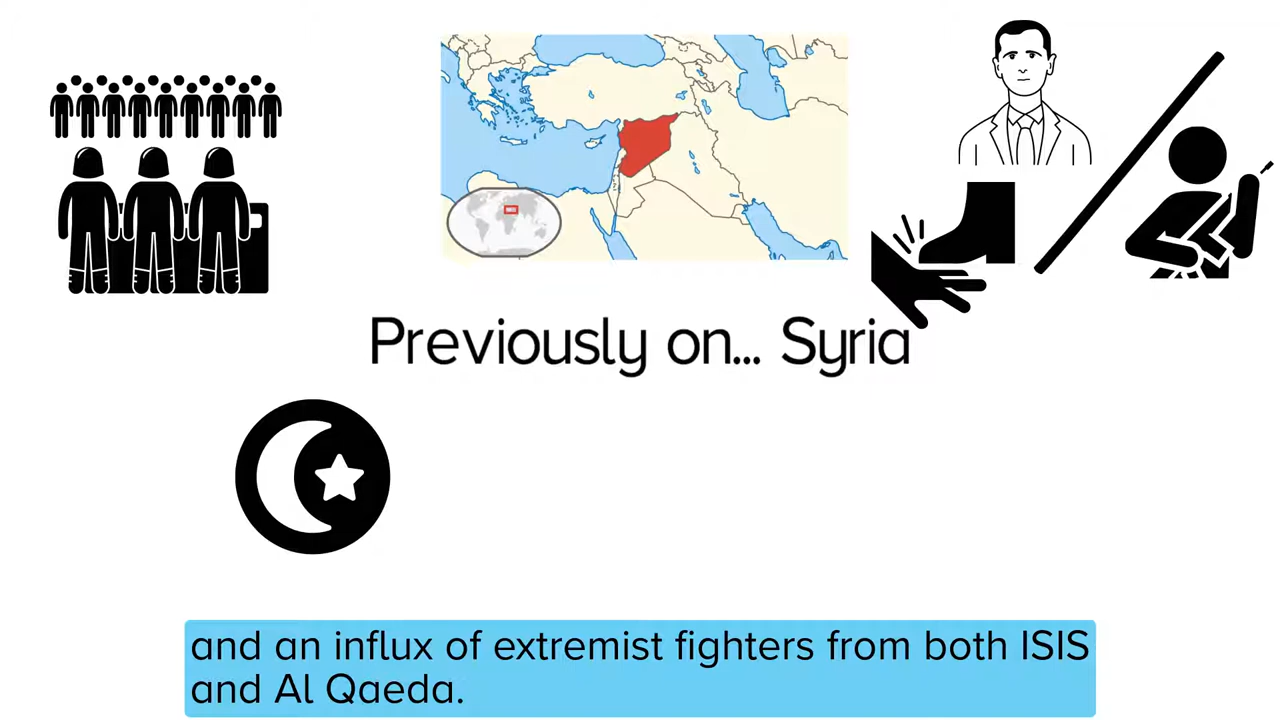 Previously on... Syria
and an influx of extremist fighters from both ISIS
and Al Qaeda.